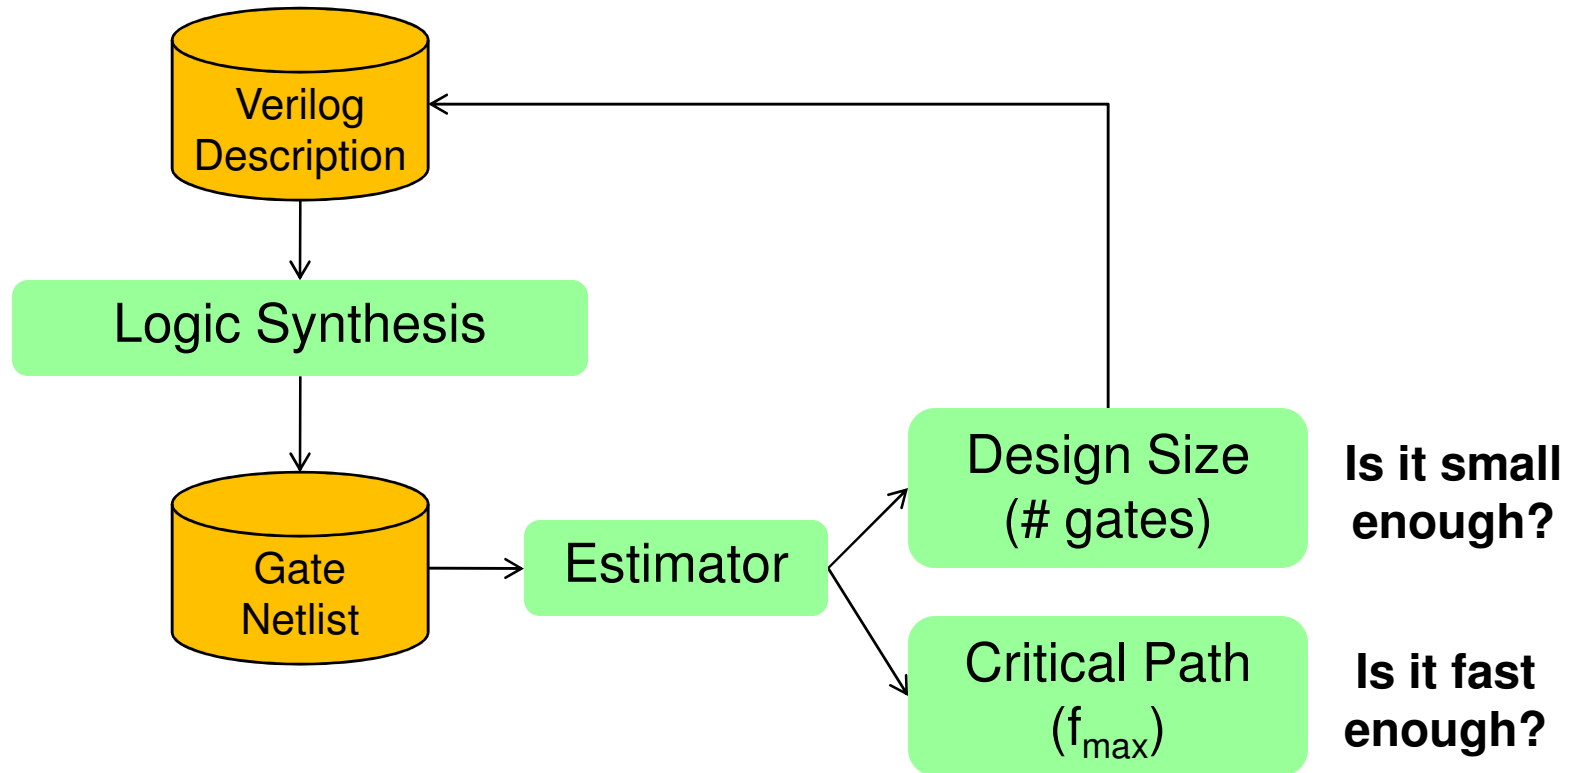 Verilog
Description
Logic Synthesis
Gate
Netlist
Estimator
Design Size
(# gates)
Is it small
enough?
Critical Path
(fmax)
Is it fast
enough?